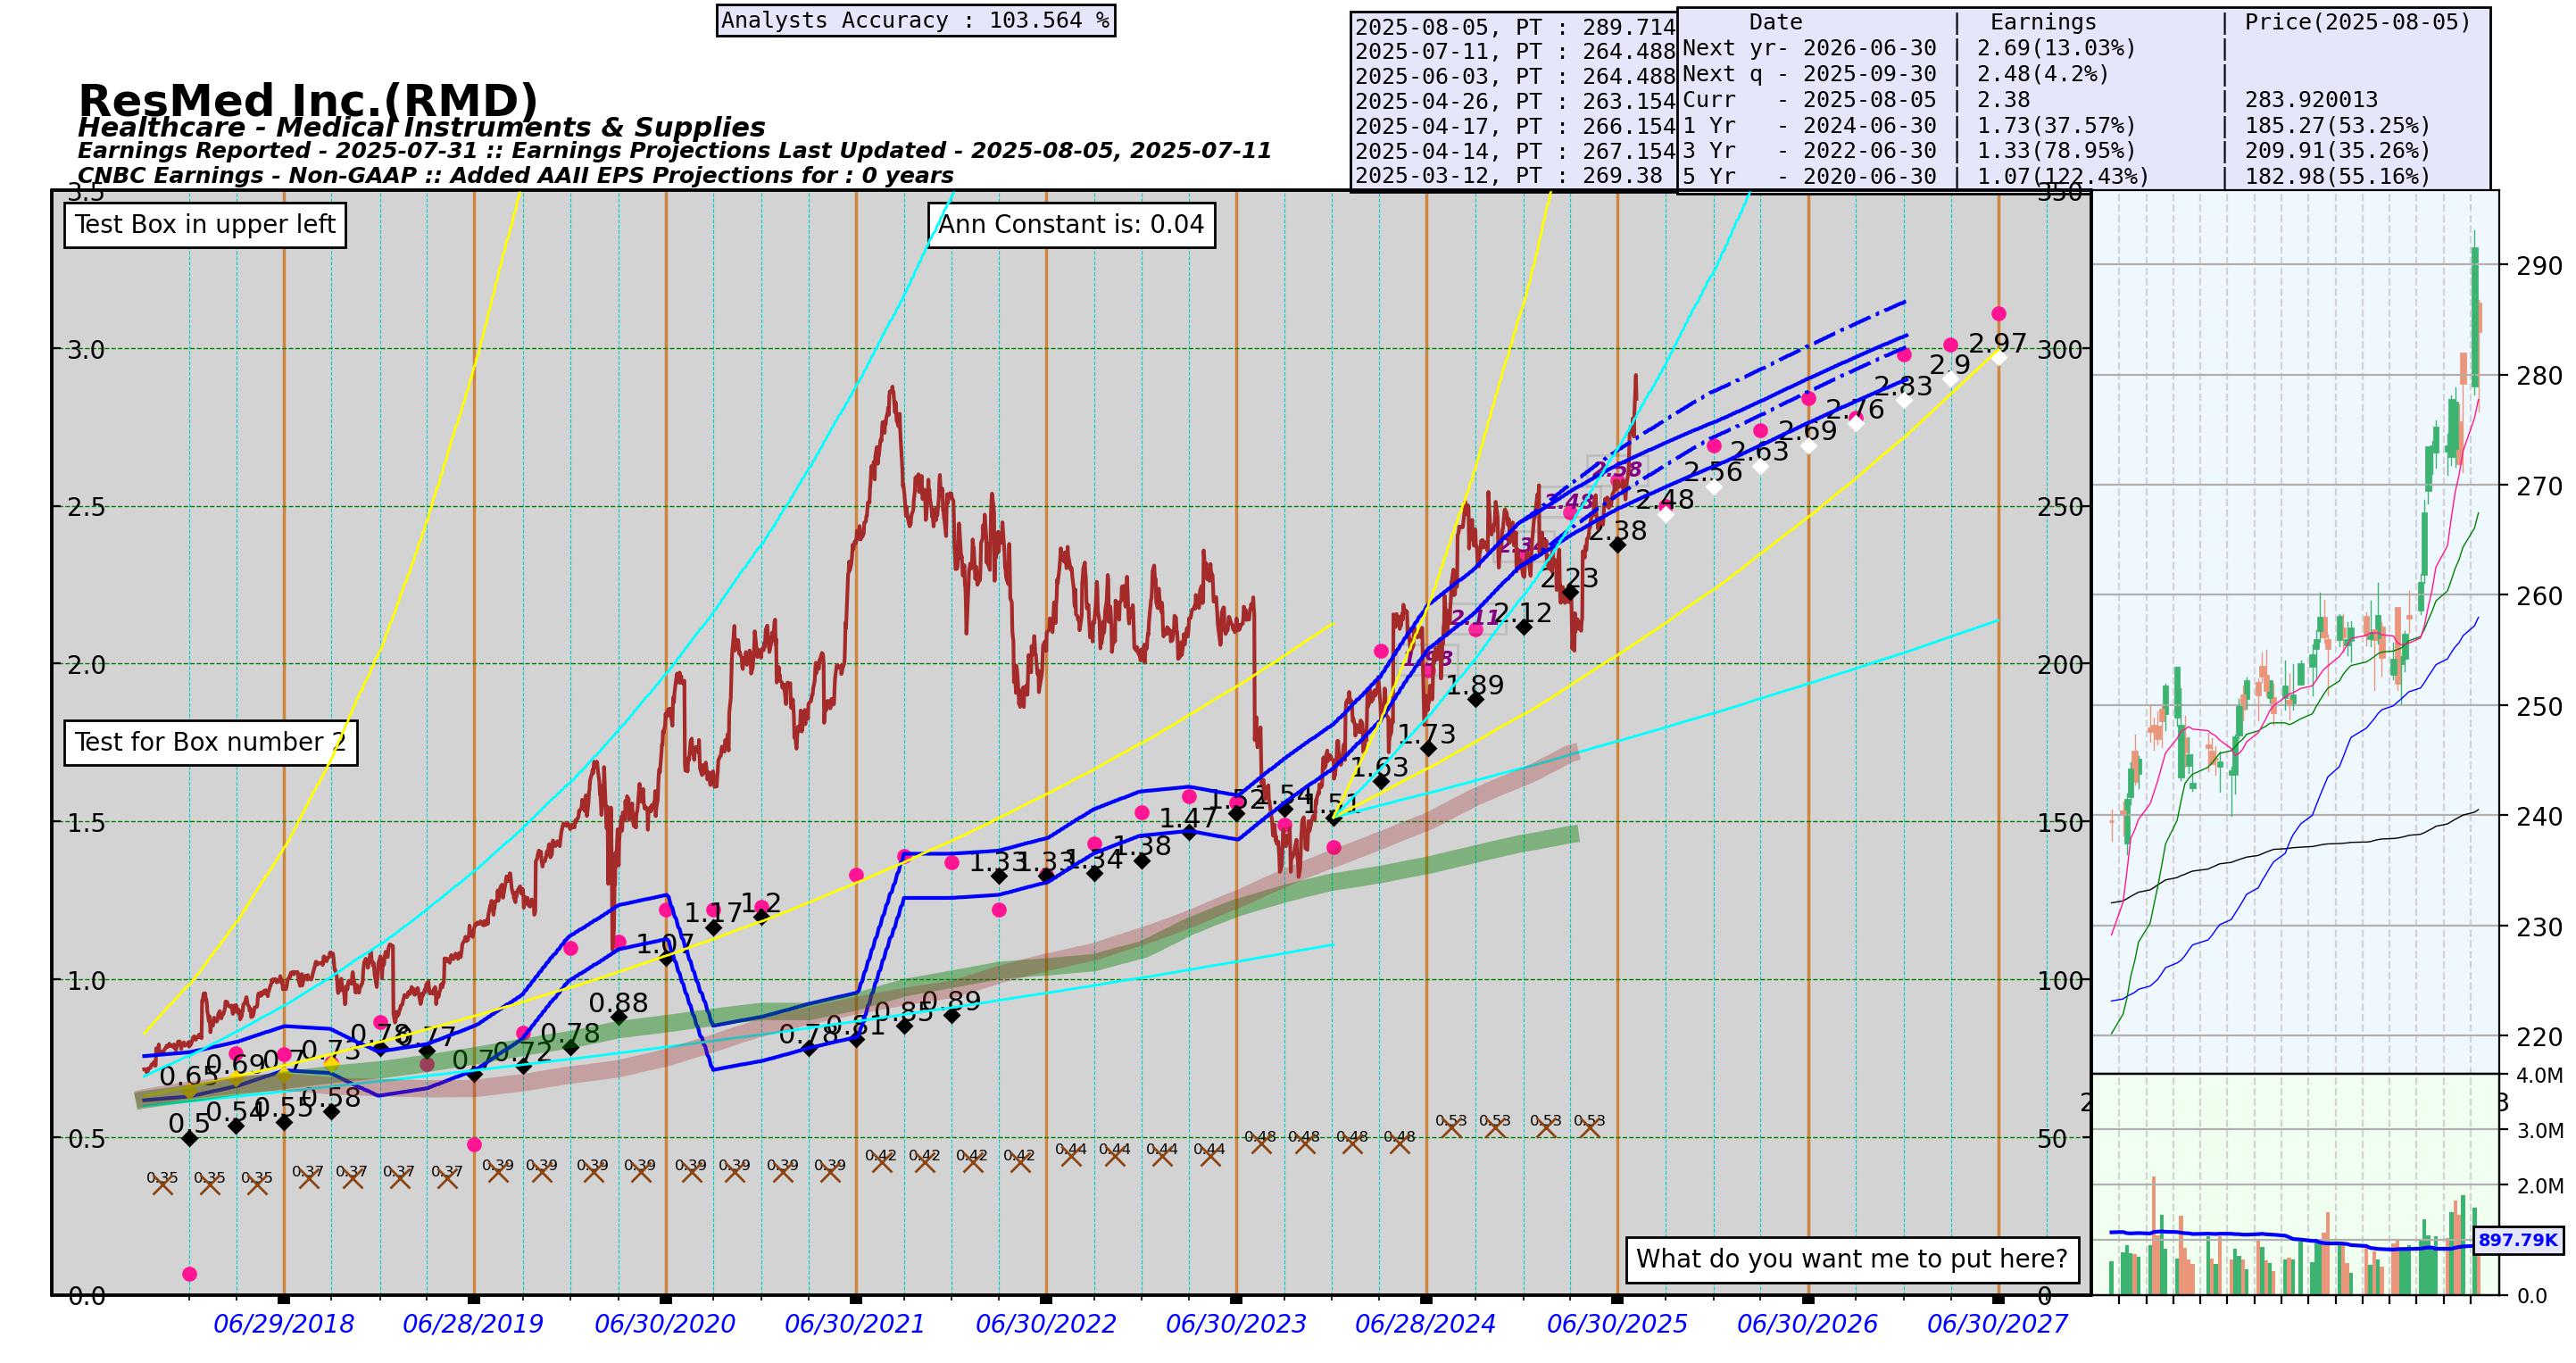 Analysts Accuracy : 103.564 %
2025-08-05, PT : 289.714
2025-07-11, PT : 264.488
2025-06-03, PT : 264.488
2025-04-26, PT : 263.154
2025-04-17, PT : 266.154
2025-04-14, PT : 267.154
2025-03-12, PT : 269.38
Date | Earnings | Price(2025-08-05)
Next yr- 2026-06-30 | 2.69(13.03%) |
Next q - 2025-09-30 | 2.48(4.2%) |
Curr - 2025-08-05 | 2.38 | 283.920013
1 Yr - 2024-06-30 | 1.73(37.57%) | 185.27(53.25%)
3 Yr - 2022-06-30 | 1.33(78.95%) | 209.91(35.26%)
5 Yr - 2020-06-30 | 1.07(122.43%) | 182.98(55.16%)
ResMed Inc.(RMD)
Healthcare - Medical Instruments & Supplies
Earnings Reported - 2025-07-31 :: Earnings Projections Last Updated - 2025-08-05, 2025-07-11
CNBC Earnings - Non-GAAP :: Added AAII EPS Projections for : 0 years
Test Box in upper left
Ann Constant is: 0.04
Test for Box number 2
What do you want me to put here?
3.5
3.0
2.5
2.0
1.5
1.0
0.5
0.0
350
300
250
200
150
100
50
0
290
280
270
260
250
240
230
220
4.0M
3.0M
2.0M
897.79K
0.0
0.5 0.54 0.55 0.58
0.65 0.69 0.7 0.73 0.78 0.77 0.7 0.72 0.78 0.88 1.07 1.17 1.2
0.78 0.81 0.85 0.89 1.33 1.33 1.34 1.38 1.47 1.52 1.54 1.51
1.63 1.73 1.89 2.12 2.23 2.38 2.48 2.56 2.63 2.69 2.76 2.83 2.9 2.97
1.98 2.11 2.34 2.48 2.58
0.35 0.35 0.35 0.37 0.37 0.37 0.37 0.39 0.39 0.39 0.39 0.39 0.39 0.39 0.39 0.42 0.42 0.42 0.42 0.44 0.44 0.44 0.44 0.48 0.48 0.48 0.48 0.53 0.53 0.53 0.53
06/29/2018 06/28/2019 06/30/2020 06/30/2021 06/30/2022 06/30/2023 06/28/2024 06/30/2025 06/30/2026 06/30/2027